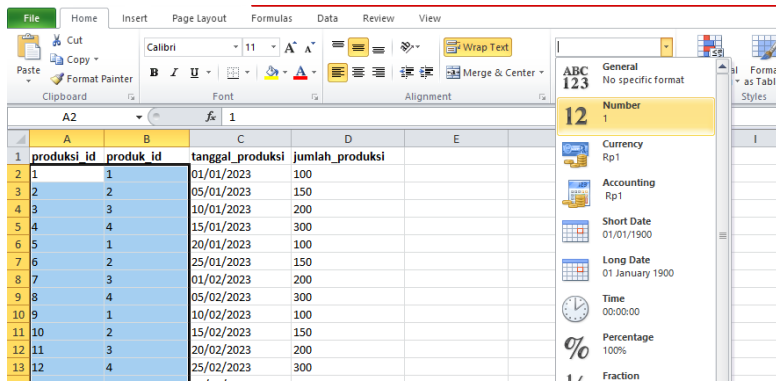 File Home Insert Page Layout Formulas Data Review View
Paste Cut
Copy
Format Painter
Calibri 11 A A
B I U A
Wrap Text
Merge & Center
Clipboard Font Alignment Styles
A2 fx 1
A B C D E I
1 produksi_id produk_id tanggal_produksi jumlah_produksi
2 1 1 01/01/2023 100
3 2 2 05/01/2023 150
4 3 3 10/01/2023 200
5 4 4 15/01/2023 300
6 5 1 20/01/2023 100
7 6 2 25/01/2023 150
8 7 3 01/02/2023 200
9 8 4 05/02/2023 300
10 9 1 10/02/2023 100
11 10 2 15/02/2023 150
12 11 3 20/02/2023 200
13 12 4 25/02/2023 300
ABC
123
General
No specific format
12
Number
1
Currency
Rp1
Accounting
Rp1
Short Date
01/01/1900
Long Date
01 January 1900
Time
00:00:00
%
Percentage
100%
Fraction
as Tabl